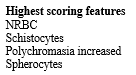 Highest scoring features
NRBC
Schistocytes
Polychromasia increased
Spherocytes